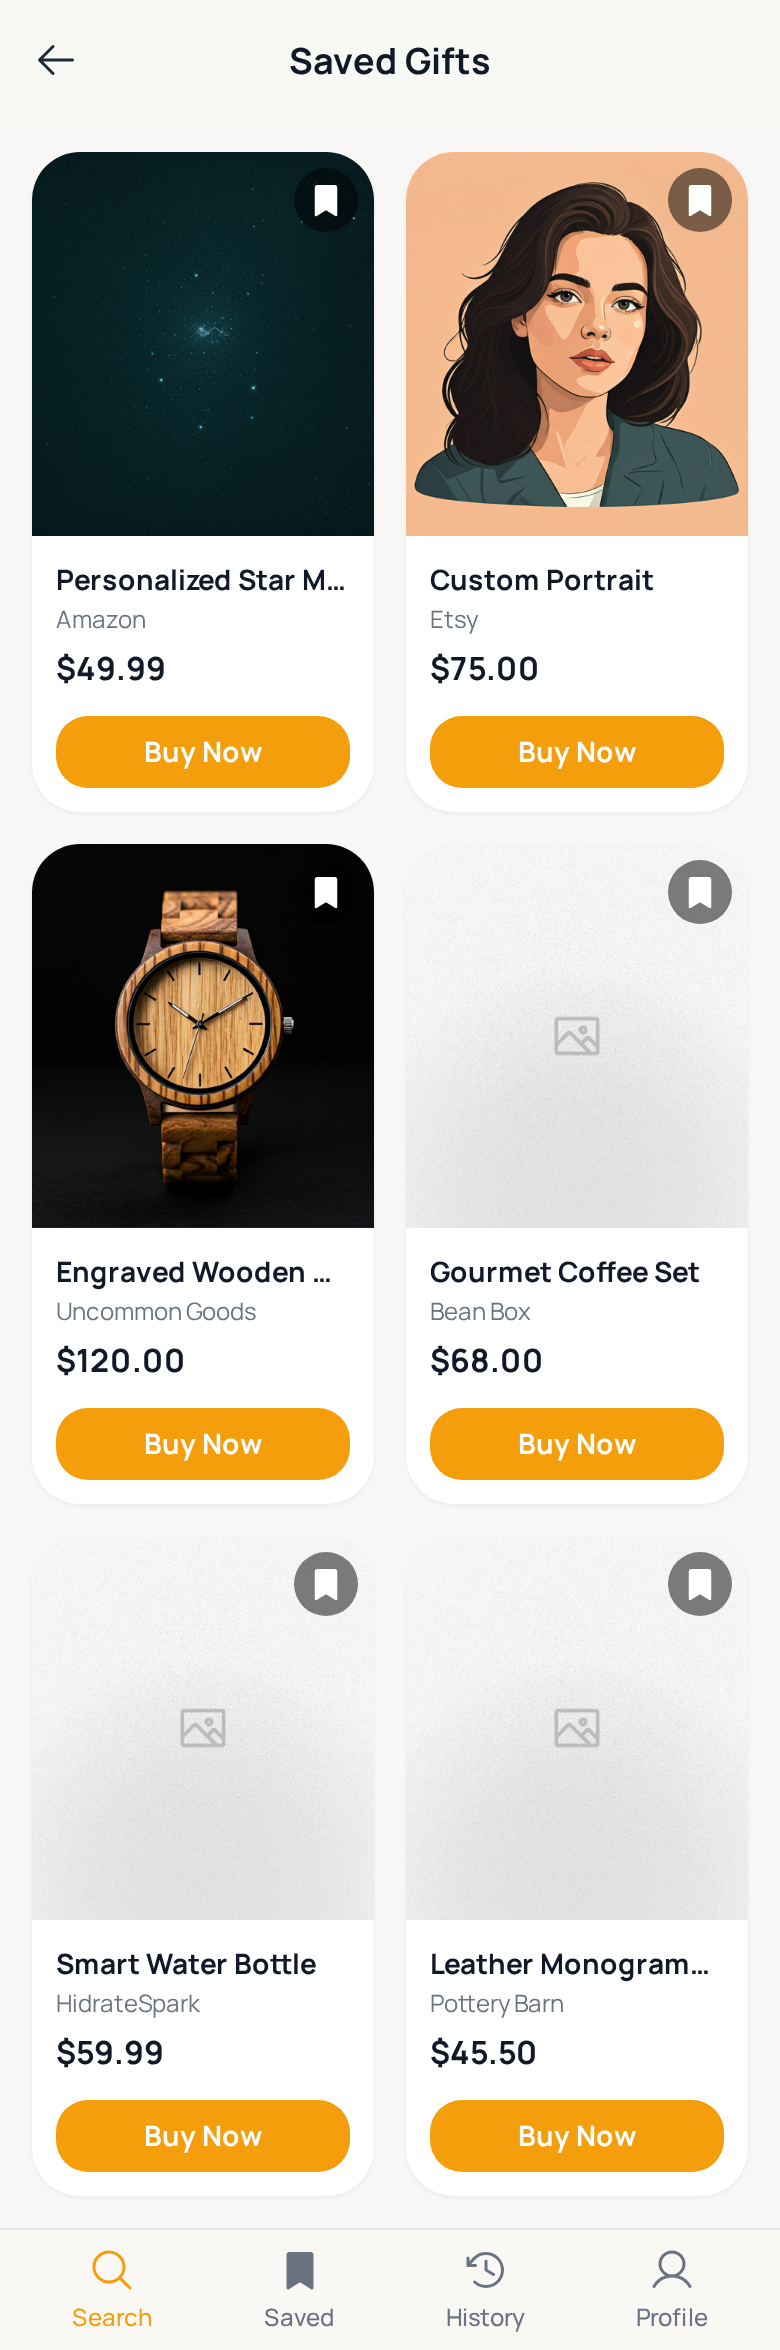 Saved Gifts
Personalized Star M...
Amazon
$49.99
Buy Now
Custom Portrait
Etsy
$75.00
Buy Now
Engraved Wooden ...
Uncommon Goods
$120.00
Buy Now
Gourmet Coffee Set
Bean Box
$68.00
Buy Now
Smart Water Bottle
HidrateSpark
$59.99
Buy Now
Leather Monogram...
Pottery Barn
$45.50
Buy Now
Search
Saved
History
Profile